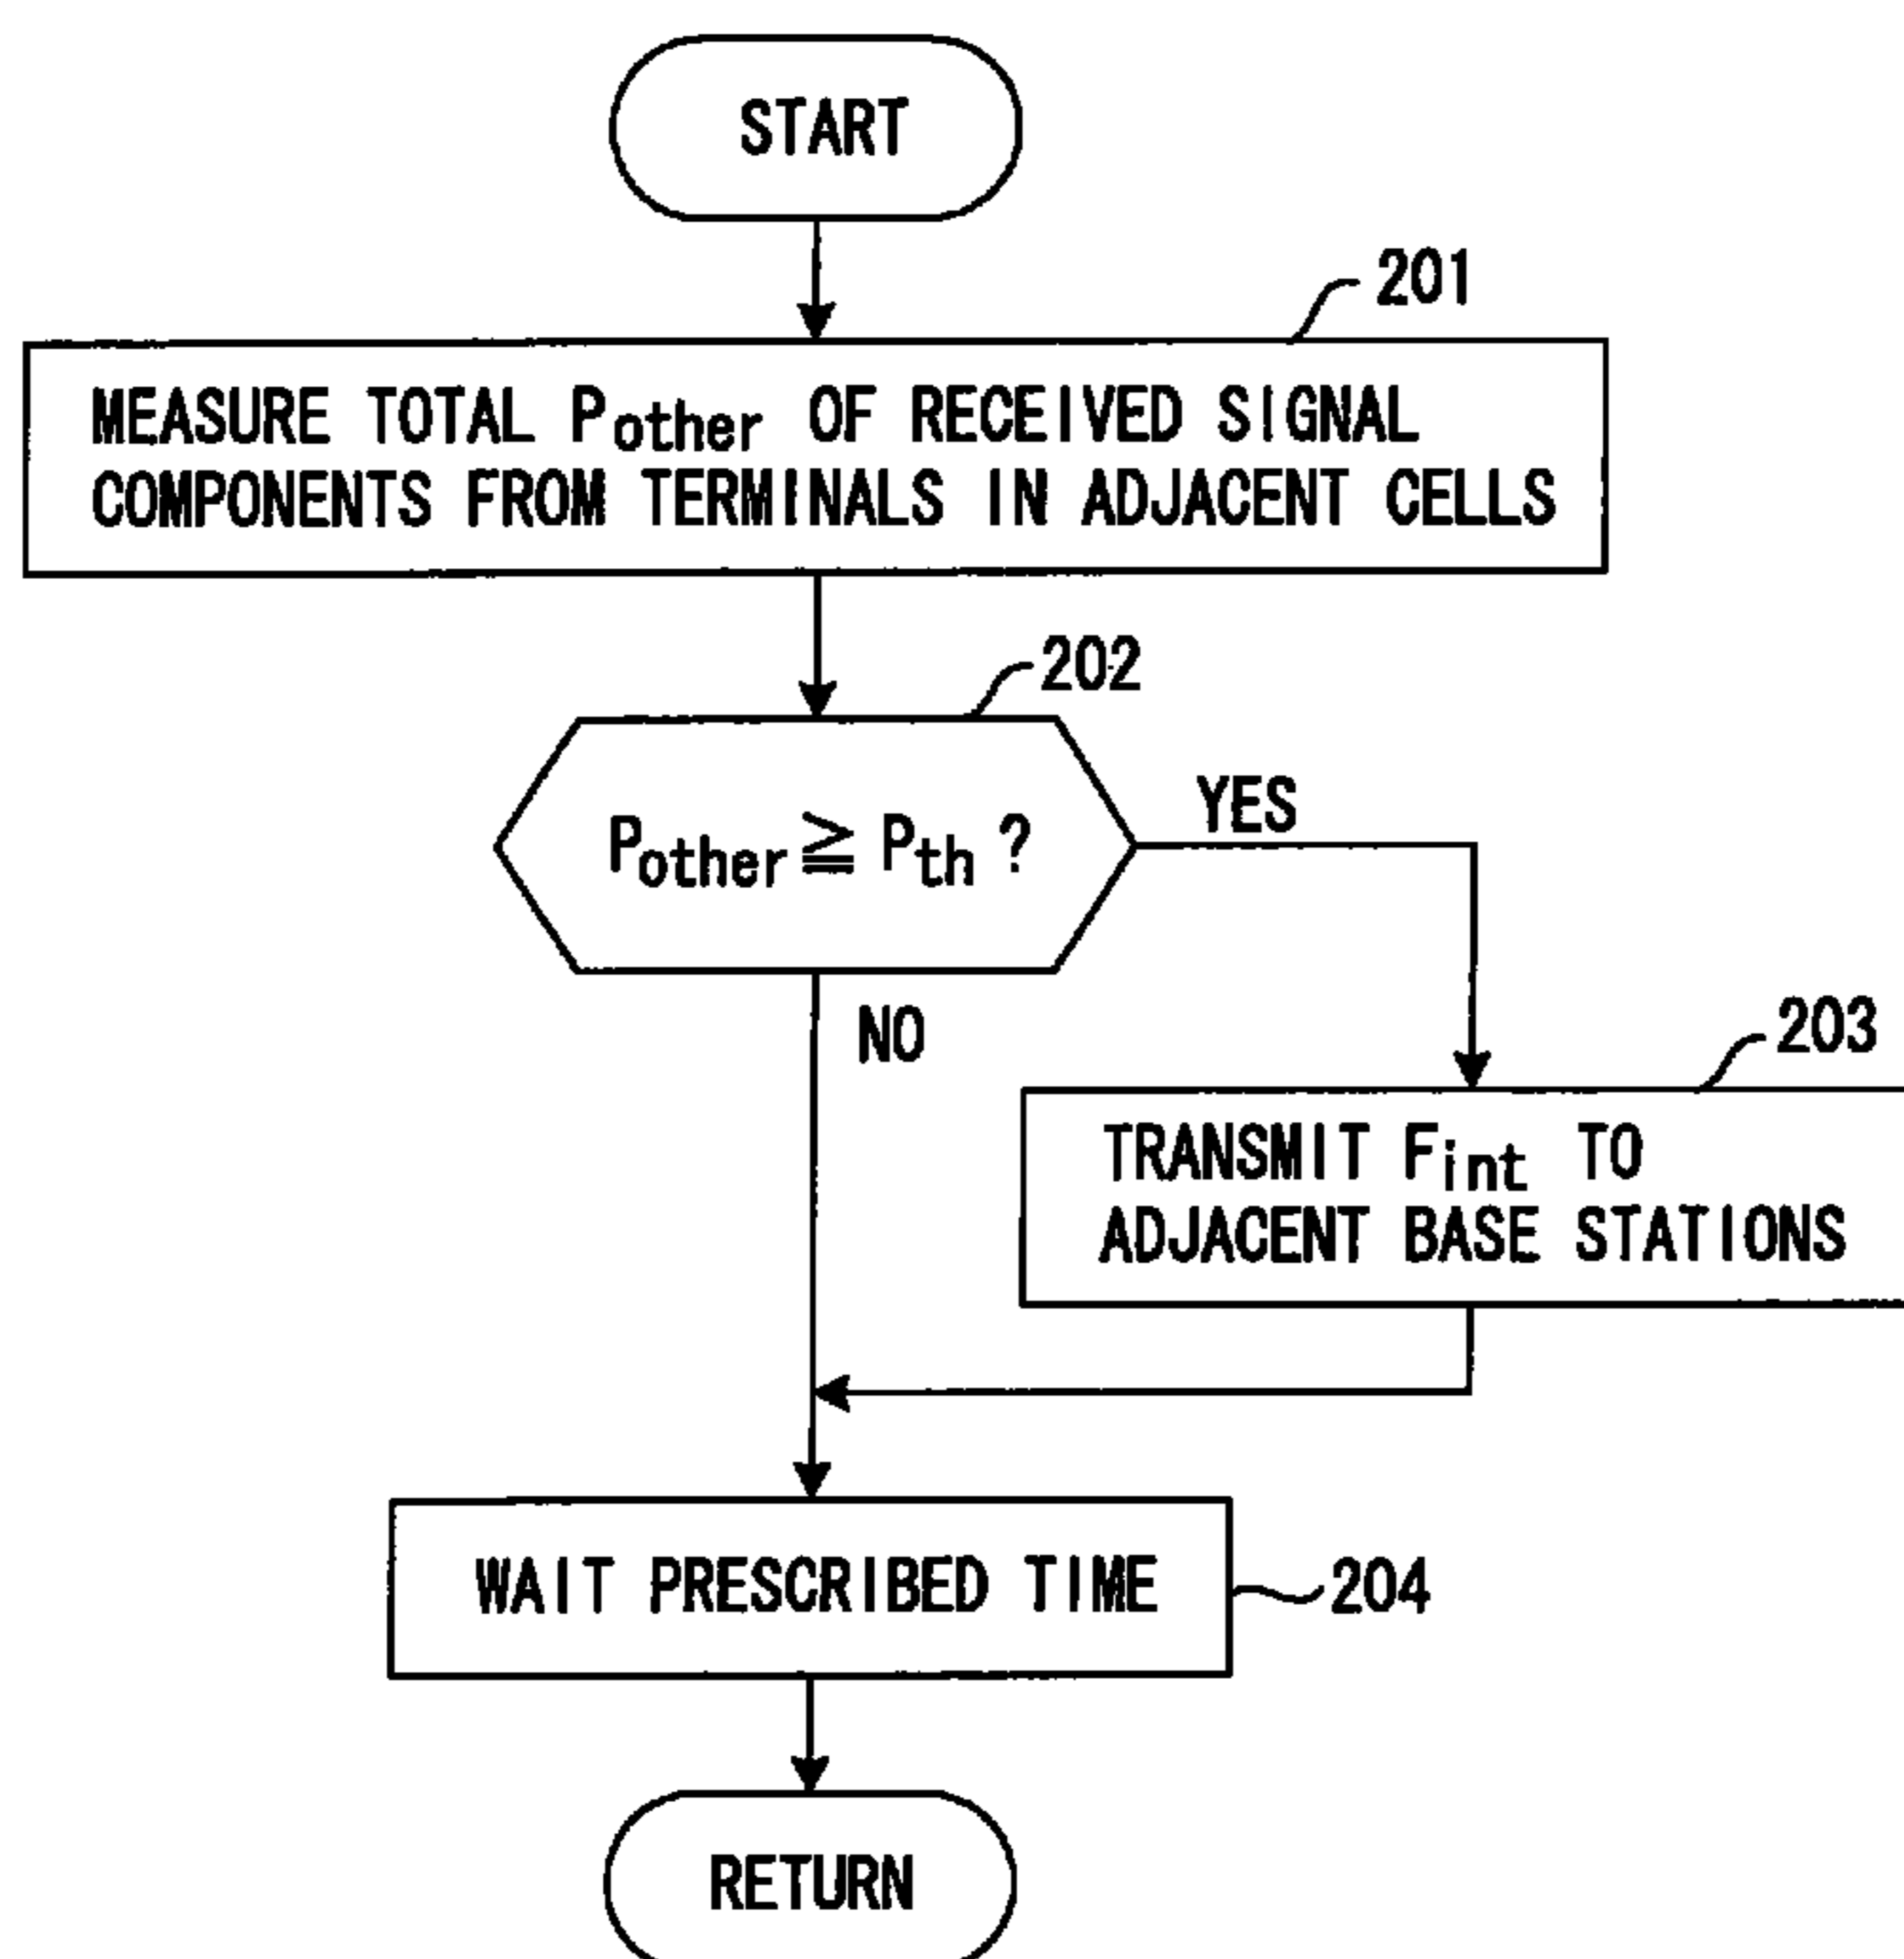 START
201
MEASURE TOTAL Pother OF RECEIVED SIGNAL
COMPONENTS FROM TERMINALS IN ADJACENT CELLS
202
Pother ≧ Pth ?
YES
NO
203
TRANSMIT Fint TO
ADJACENT BASE STATIONS
WAIT PRESCRIBED TIME
204
RETURN